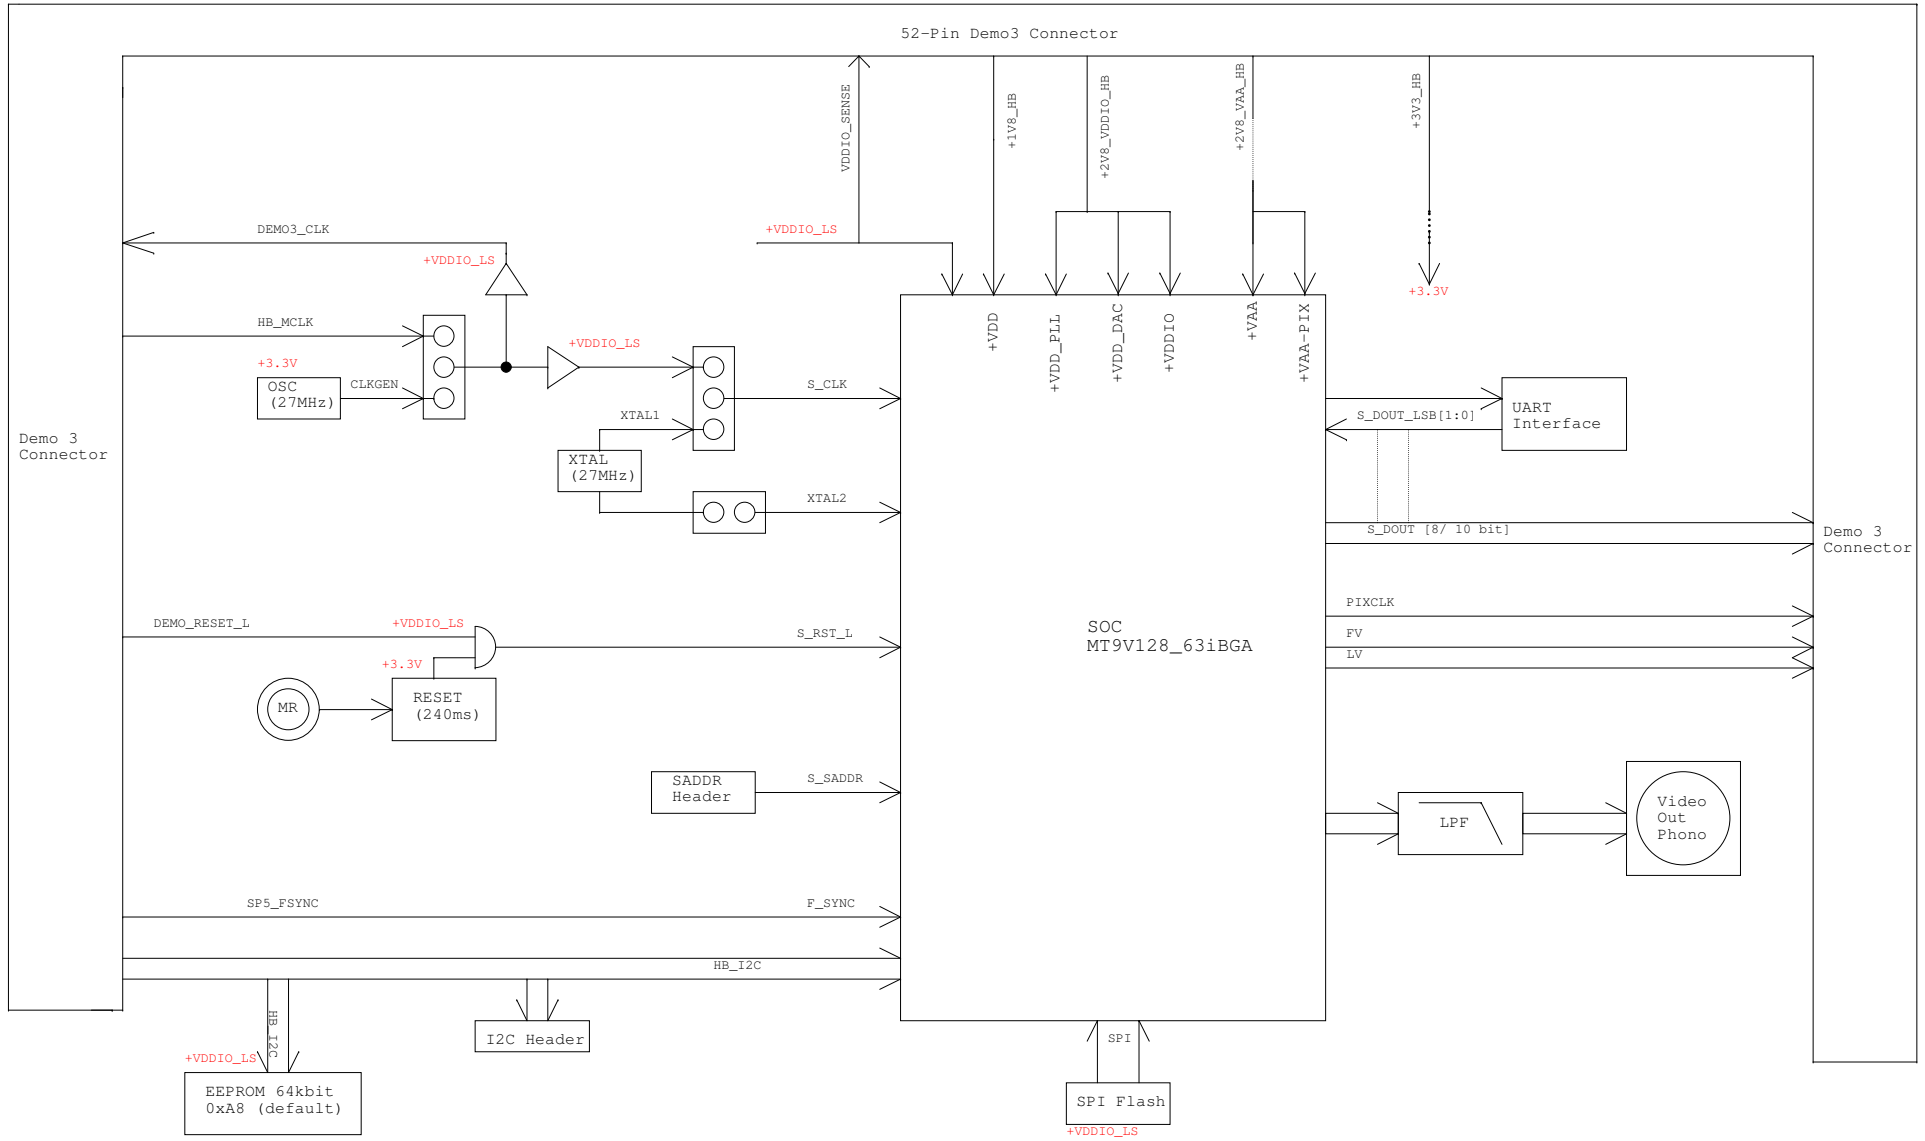 52-Pin Demo3 Connector
VDDIO_SENSE
+1V8_HB
+2V8_VDDIO_HB
+2V8_VAA_HB
+3V3_HB
DEMO3_CLK
+VDDIO_LS
+VDDIO_LS
+3.3V
HB_MCLK
+VDDIO_LS
+3.3V
OSC
(27MHz)
CLKGEN
S_CLK
XTAL1
XTAL
(27MHz)
XTAL2
+VDD
+VDD_PLL
+VDD_DAC
+VDDIO
+VAA
+VAA-PIX
UART
Interface
S_DOUT_LSB[1:0]
S_DOUT [8/ 10 bit]
Demo 3
Connector
Demo 3
Connector
DEMO_RESET_L
+VDDIO_LS
S_RST_L
+3.3V
MR
RESET
(240ms)
SOC
MT9V128_63iBGA
PIXCLK
FV
LV
SADDR
Header
S_SADDR
LPF
Video
Out
Phono
SP5_FSYNC
F_SYNC
HB_I2C
HB_I2C
I2C Header
+VDDIO_LS
EEPROM 64kbit
0xA8 (default)
SPI
SPI Flash
+VDDIO_LS